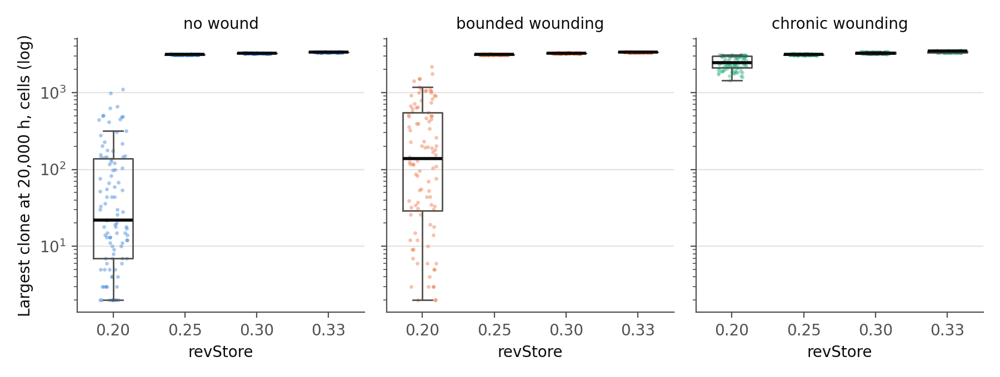 no wound
bounded wounding
chronic wounding
Largest clone at 20,000 h, cells (log)
10³
10²
10¹
0.20 0.25 0.30 0.33
0.20 0.25 0.30 0.33
0.20 0.25 0.30 0.33
revStore
revStore
revStore